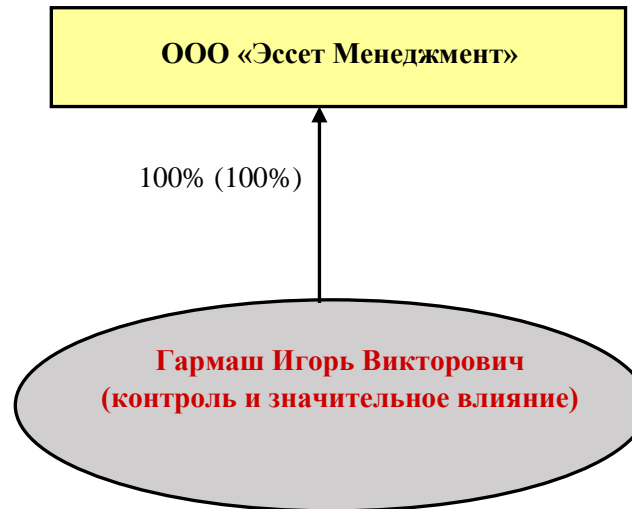 ООО «Эссет Менеджмент»
100% (100%)
Гармаш Игорь Викторович
(контроль и значительное влияние)